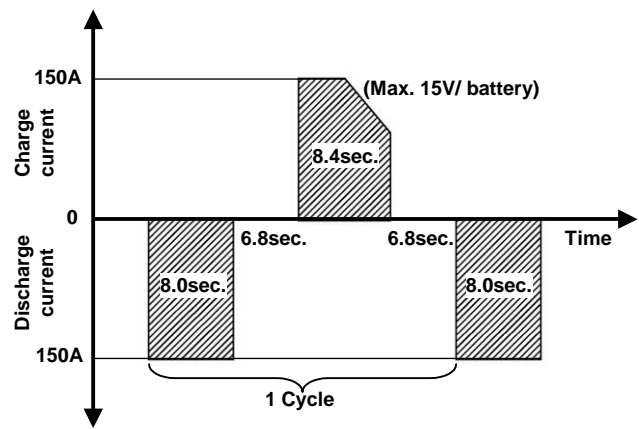 150A
(Max. 15V/ battery)
Charge
current
8.4sec.
0
6.8sec.
6.8sec.
Time
Discharge
current
8.0sec.
8.0sec.
150A
1 Cycle